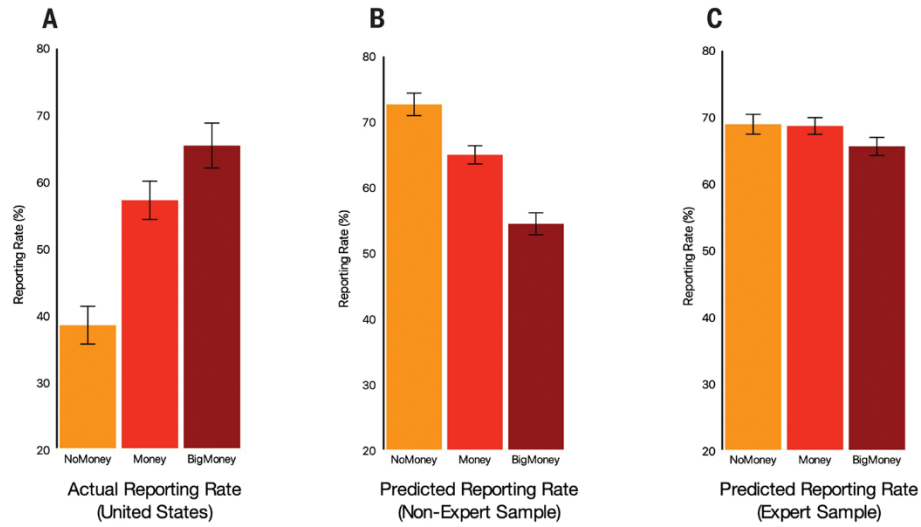 A
80
70
60
50
40
30
20
Reporting Rate (%)
NoMoney Money BigMoney
Actual Reporting Rate
(United States)
B
80
70
60
50
40
30
20
Reporting Rate (%)
NoMoney Money BigMoney
Predicted Reporting Rate
(Non-Expert Sample)
C
80
70
60
50
40
30
20
Reporting Rate (%)
NoMoney Money BigMoney
Predicted Reporting Rate
(Expert Sample)